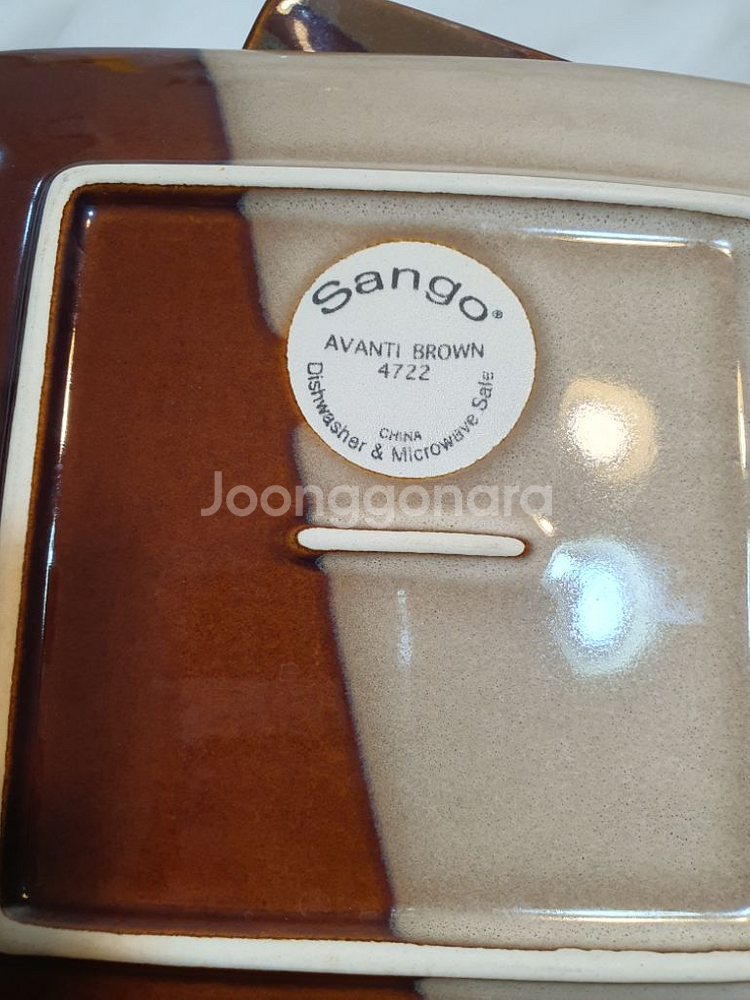 Sango®
AVANTI BROWN
4722
CHINA
Dishwasher & Microwave Safe
Joonggonara